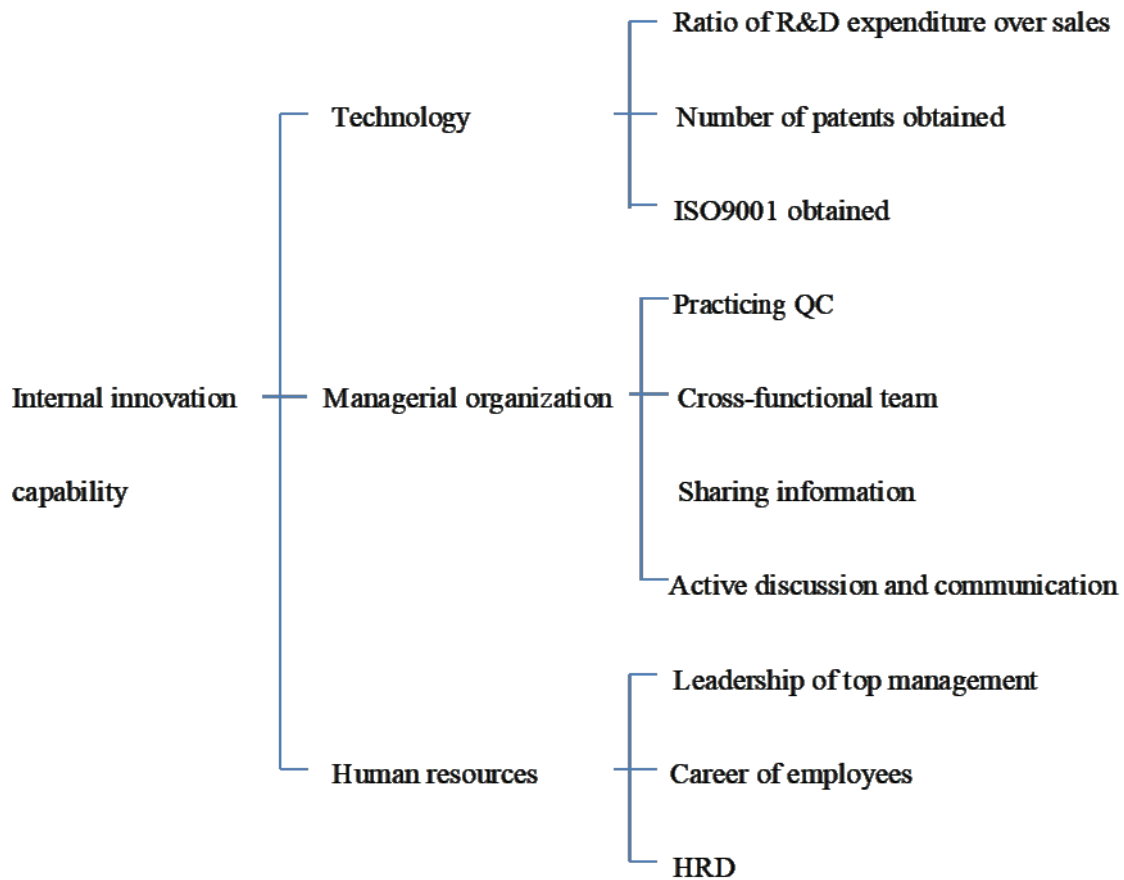 Ratio of R&D expenditure over sales
Technology
Number of patents obtained
ISO9001 obtained
Practicing QC
Internal innovation
Managerial organization
Cross-functional team
capability
Sharing information
Active discussion and communication
Leadership of top management
Human resources
Career of employees
HRD